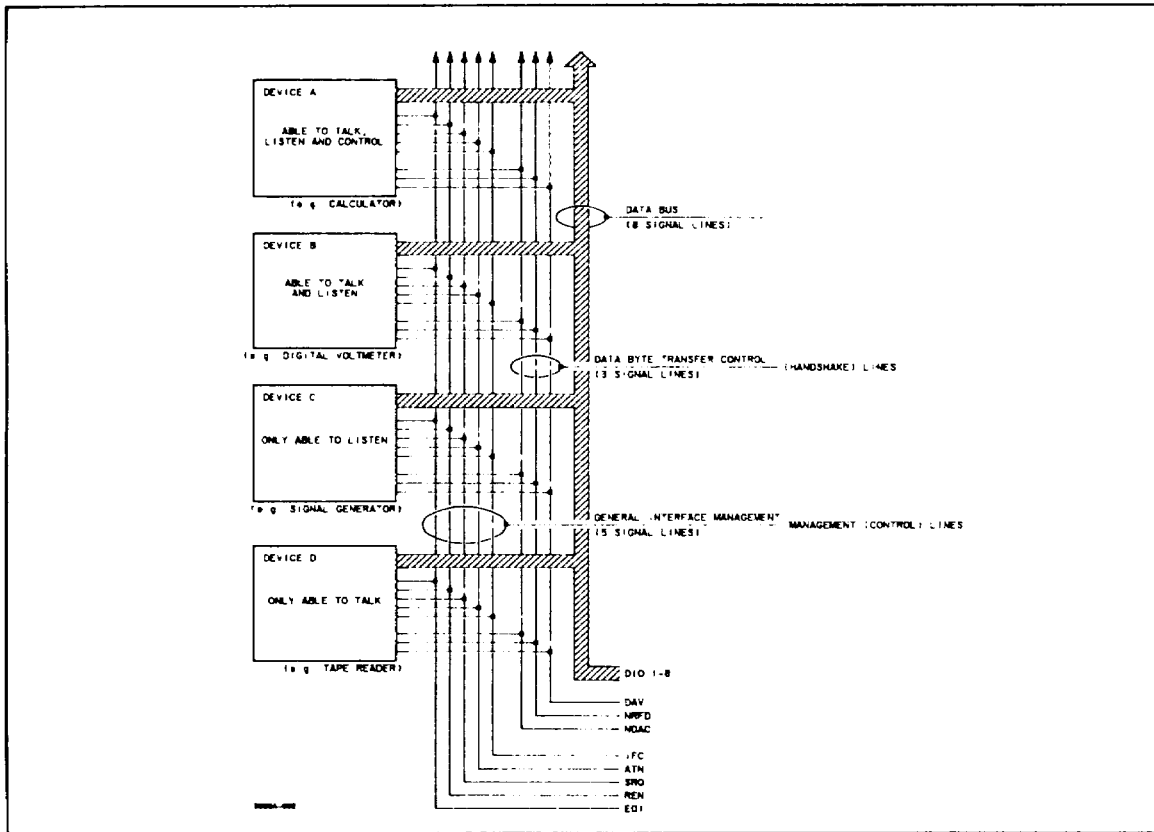 DEVICE A
ABLE TO TALK,
LISTEN AND CONTROL
(e g CALCULATOR)
DATA BUS
(8 SIGNAL LINES)
DEVICE B
ABLE TO TALK
AND LISTEN
(e g DIGITAL VOLTMETER)
DATA BYTE TRANSFER CONTROL
(3 SIGNAL LINES)
(HANDSHAKE) LINES
DEVICE C
ONLY ABLE TO LISTEN
(e g SIGNAL GENERATOR)
GENERAL INTERFACE MANAGEMENT
(5 SIGNAL LINES)
MANAGEMENT (CONTROL) LINES
DEVICE D
ONLY ABLE TO TALK
(e g TAPE READER)
DIO 1-8
DAV
NRFD
NDAC
IFC
ATN
SRQ
REN
EOI